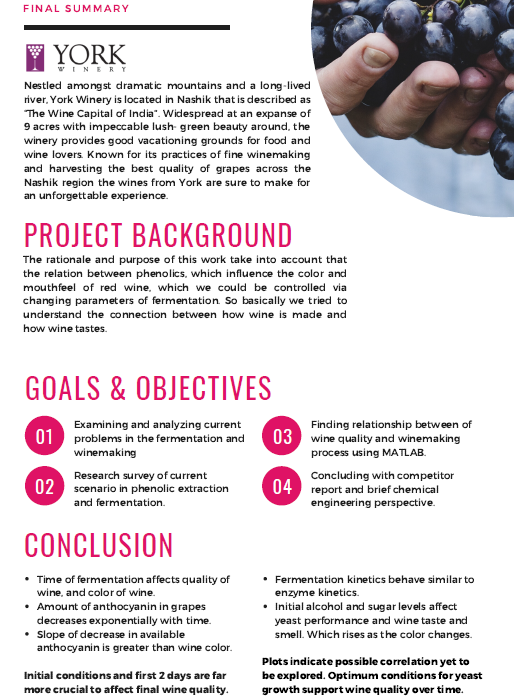 FINAL SUMMARY
YORK
WINERY
Nestled amongst dramatic mountains and a long-lived
river, York Winery is located in Nashik that is described as
"The Wine Capital of India". Widespread at an expanse of
9 acres with impeccable lush- green beauty around, the
winery provides good vacationing grounds for food and
wine lovers. Known for its practices of fine winemaking
and harvesting the best quality of grapes across the
Nashik region the wines from York are sure to make for
an unforgettable experience.
PROJECT BACKGROUND
The rationale and purpose of this work take into account that
the relation between phenolics, which influence the color and
mouthfeel of red wine, which we could be controlled via
changing parameters of fermentation. So basically we tried to
understand the connection between how wine is made and
how wine tastes.
GOALS & OBJECTIVES
01
Examining and analyzing current
problems in the fermentation and
winemaking
02
Research survey of current
scenario in phenolic extraction
and fermentation.
03
Finding relationship between of
wine quality and winemaking
process using MATLAB.
04
Concluding with competitor
report and brief chemical
engineering perspective.
CONCLUSION
• Time of fermentation affects quality of
wine, and color of wine.
• Amount of anthocyanin in grapes
decreases exponentially with time.
• Slope of decrease in available
anthocyanin is greater than wine color.
Initial conditions and first 2 days are far
more crucial to affect final wine quality.
• Fermentation kinetics behave similar to
enzyme kinetics.
• Initial alcohol and sugar levels affect
yeast performance and wine taste and
smell. Which rises as the color changes.
Plots indicate possible correlation yet to
be explored. Optimum conditions for yeast
growth support wine quality over time.